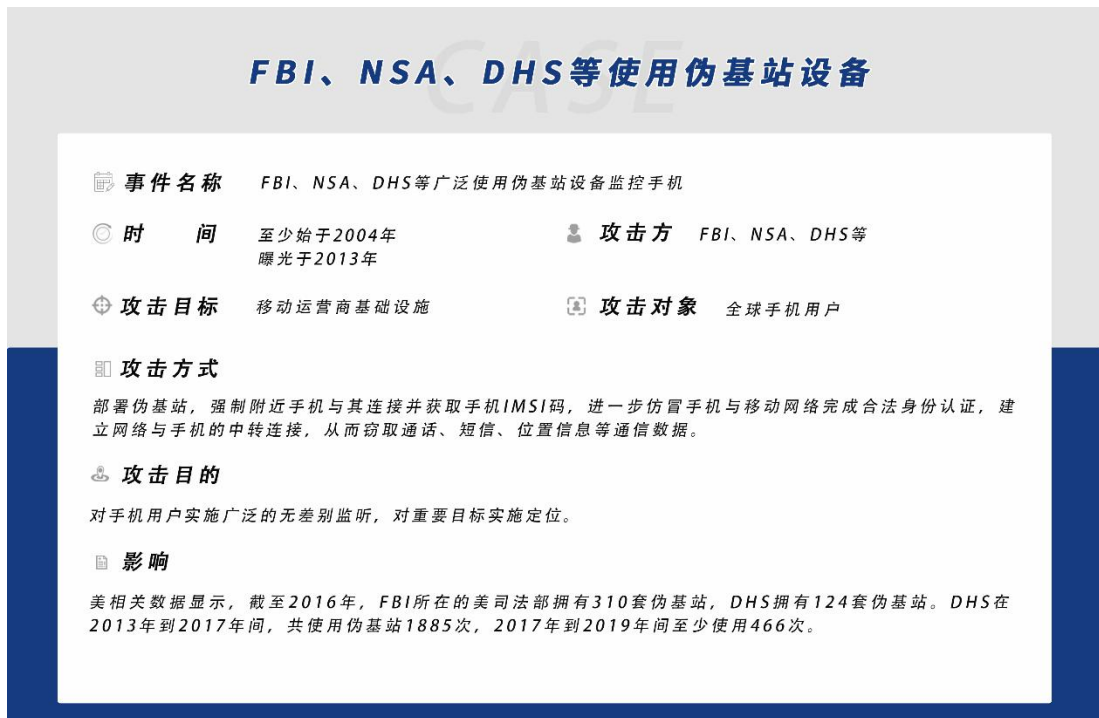 CASE
FBI、NSA、DHS等使用伪基站设备
事件名称 FBI、NSA、DHS等广泛使用伪基站设备监控手机
时 间 至少始于2004年
曝光于2013年
攻击方 FBI、NSA、DHS等
攻击目标 移动运营商基础设施
攻击对象 全球手机用户
攻击方式
部署伪基站，强制附近手机与其连接并获取手机IMSI码，进一步仿冒手机与移动网络完成合法身份认证，建
立网络与手机的中转连接，从而窃取通话、短信、位置信息等通信数据。
攻击目的
对手机用户实施广泛的无差别监听，对重要目标实施定位。
影响
美相关数据显示，截至2016年，FBI所在的美司法部拥有310套伪基站，DHS拥有124套伪基站。DHS在
2013年到2017年间，共使用伪基站1885次，2017年到2019年间至少使用466次。